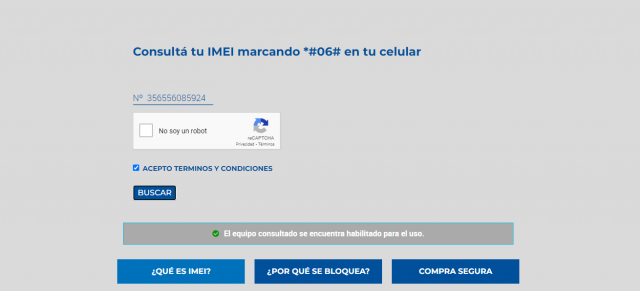 Consultá tu IMEI marcando *#06# en tu celular
Nº 356556085924
No soy un robot
reCAPTCHA
Privacidad - Términos
ACEPTO TERMINOS Y CONDICIONES
BUSCAR
El equipo consultado se encuentra habilitado para el uso.
¿QUÉ ES IMEI? ¿POR QUÉ SE BLOQUEA? COMPRA SEGURA